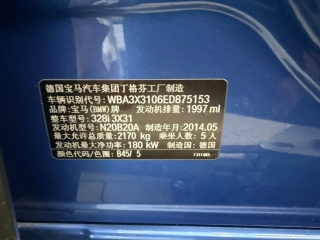 德国宝马汽车集团丁格芬工厂制造
车辆识别代号: WBA3X3106ED875153
品牌: 宝马(BMW)牌 发动机排量: 1997 ml
整车型号: 328i 3X31
发动机型号: N20B20A 制造年月: 2014.05
最大允许总质量: 2170 kg 乘坐人数: 5 人
发动机最大净功率: 180 kW 制造国: 德国
颜色代码/色圈: B45/ 5